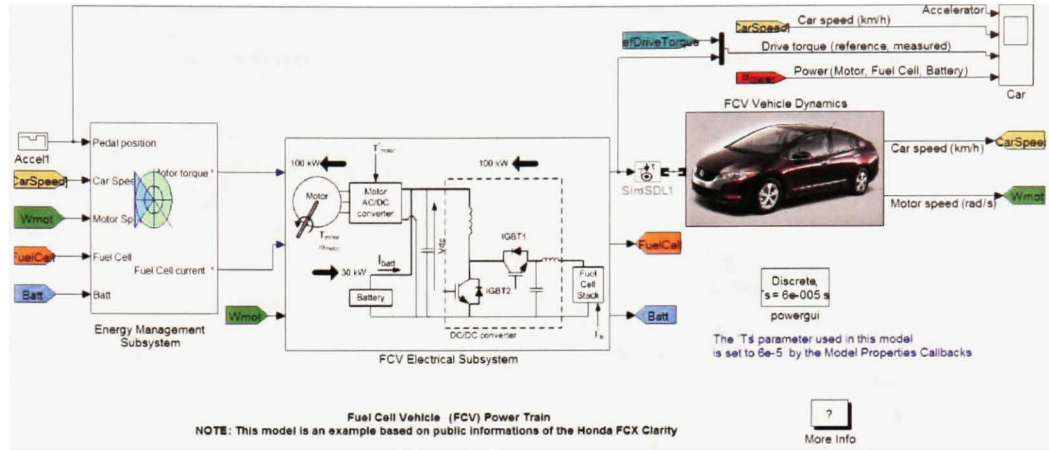 Accelerator
CarSpeed
Car speed (km/h)
efDriveTorque
Drive torque (reference, measured)
Power
Power (Motor, Fuel Cell, Battery)
Car
FCV Vehicle Dynamics
Accel1
Pedal position
CarSpeed
Car Spee
Motor torque *
Wmot
Motor Sp
FuelCell
Fuel Cell
Fuel Cell current *
Batt
Batt
Energy Management
Subsystem
100 kW
T*motor
100 kW
Motor
Motor
AC/DC
converter
Tmotor
Vdc
30 kW
Ibatt
Battery
IGBT1
IGBT2
Fuel
Cell
Stack
DC/DC converter
Wmot
FCV Electrical Subsystem
SimSDL1
Car speed (km/h)
CarSpeed
Motor speed (rad/s)
Wmot
FuelCell
Batt
Discrete,
's = 6e-005 s
powergui
The 'Ts' parameter used in this model
is set to 6e-5 by the Model Properties Callbacks
Fuel Cell Vehicle (FCV) Power Train
NOTE: This model is an example based on public informations of the Honda FCX Clarity
?
More Info